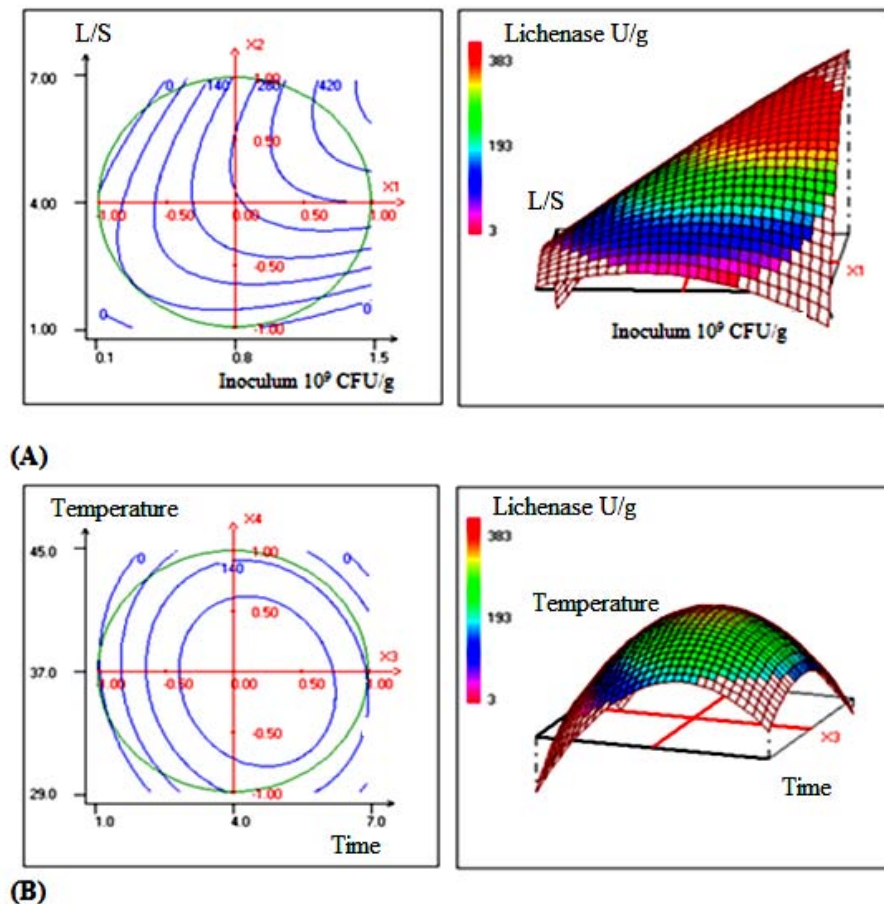 L/S
X2
7.00
0
140
1.00
280
420
0.50
X1
4.00
-1.00
-0.50
0.00
0.50
1.00
-0.50
0
0
1.00
-1.00
0.1
0.8
1.5
Inoculum 10⁹ CFU/g
Lichenase U/g
383
193
L/S
3
X1
Inoculum 10⁹ CFU/g
(A)
Temperature
X4
45.0
0
1.00
0
140
0.50
X3
37.0
-1.00
-0.50
0.00
0.50
1.00
-0.50
29.0
-1.00
1.0
4.0
7.0
Time
Lichenase U/g
383
193
Temperature
3
X3
Time
(B)